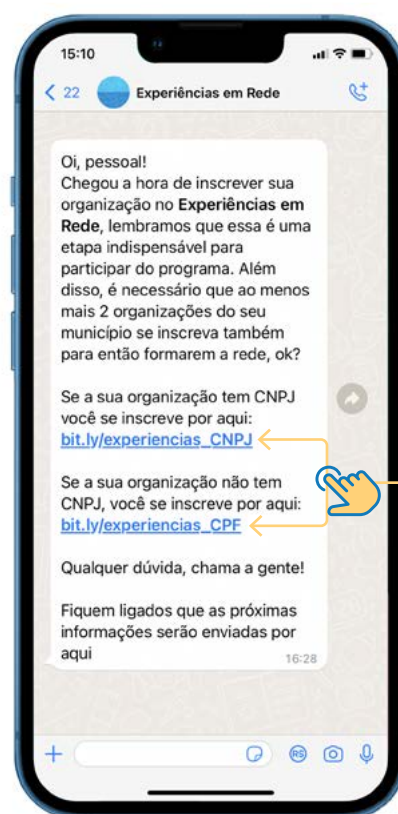 15:10
22
Experiências em Rede
Oi, pessoal!
Chegou a hora de inscrever sua
organização no Experiências em
Rede, lembramos que essa é uma
etapa indispensável para
participar do programa. Além
disso, é necessário que ao menos
mais 2 organizações do seu
município se inscreva também
para então formarem a rede, ok?
Se a sua organização tem CNPJ
você se inscreve por aqui:
bit.ly/experiencias_CNPJ
Se a sua organização não tem
CNPJ, você se inscreve por aqui:
bit.ly/experiencias_CPF
Qualquer dúvida, chama a gente!
Fiquem ligados que as próximas
informações serão enviadas por
aqui
16:28
R$